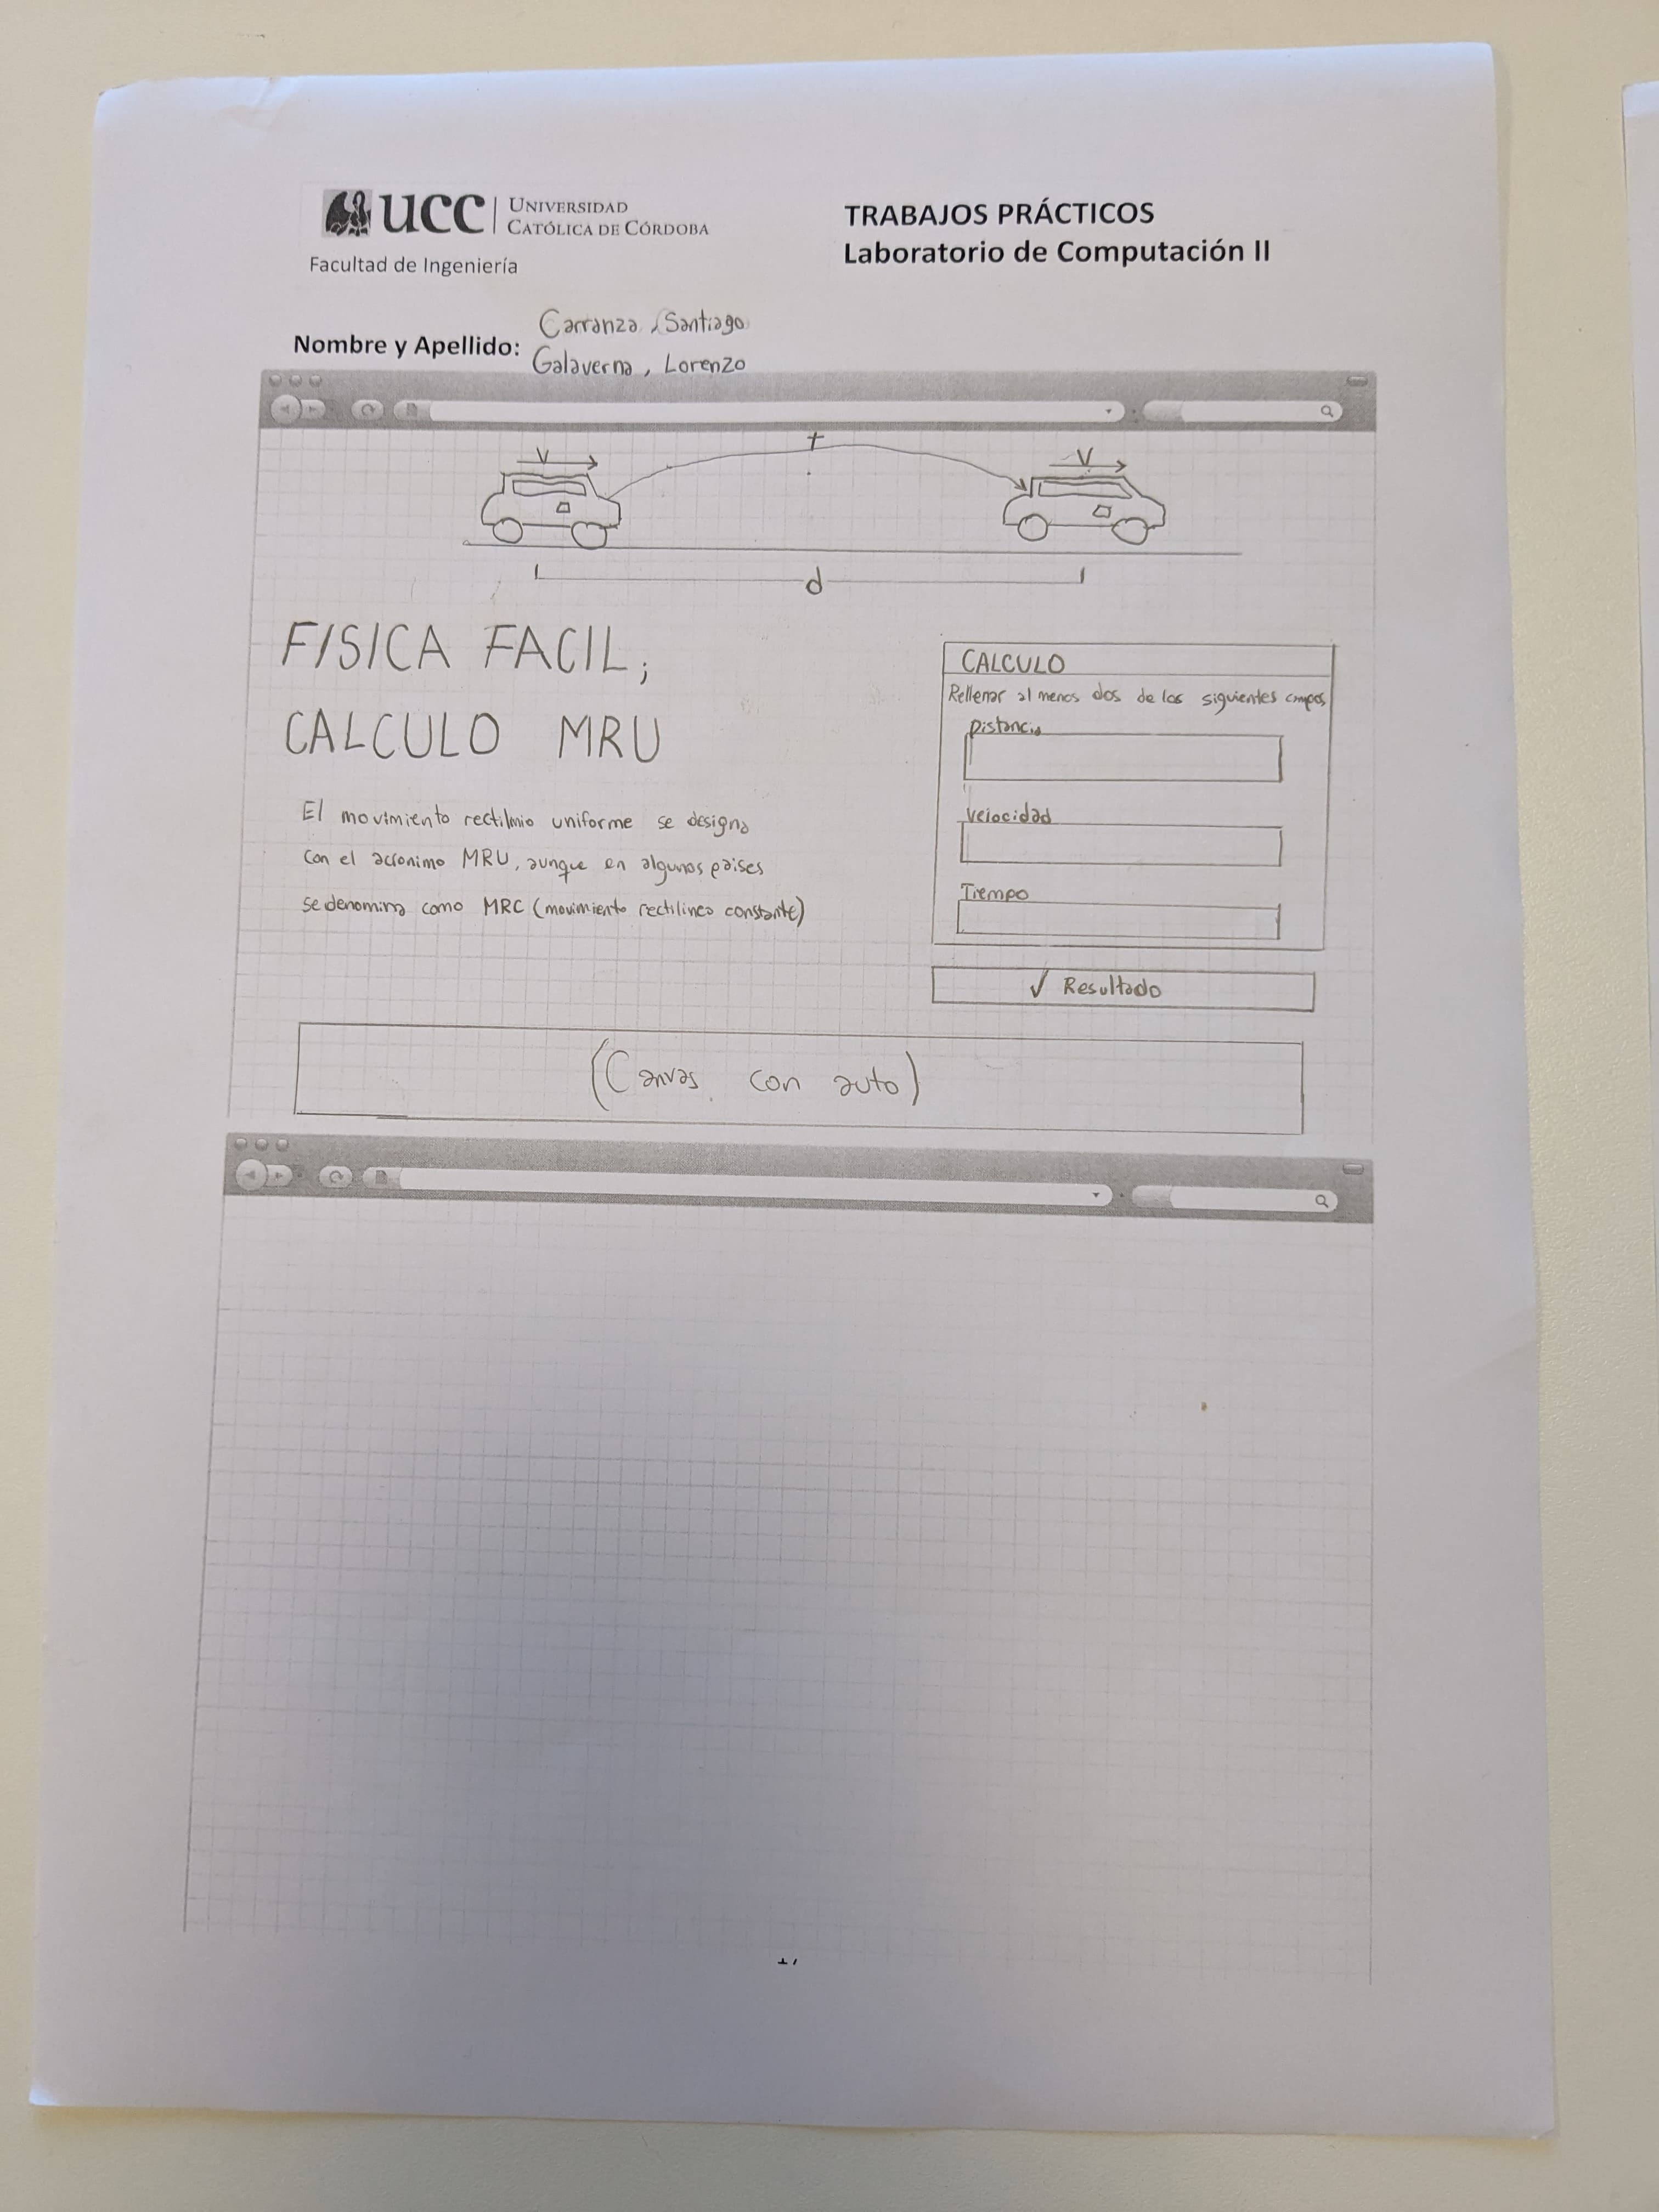 UCC UNIVERSIDAD
CATÓLICA DE CÓRDOBA
Facultad de Ingeniería
TRABAJOS PRÁCTICOS
Laboratorio de Computación II
Nombre y Apellido:
Carranza, Santiago
Galaverna, Lorenzo
t
V
V
d
FISICA FACIL;
CALCULO MRU
El movimiento rectilinio uniforme se designa
con el acronimo MRU, aunque en algunos paises
se denomina como MRC (movimiento rectilineo constante)
CALCULO
Rellenar al menos dos de los siguientes campos
Distancia
Velocidad
Tiempo
✓ Resultado
(Canvas con auto)